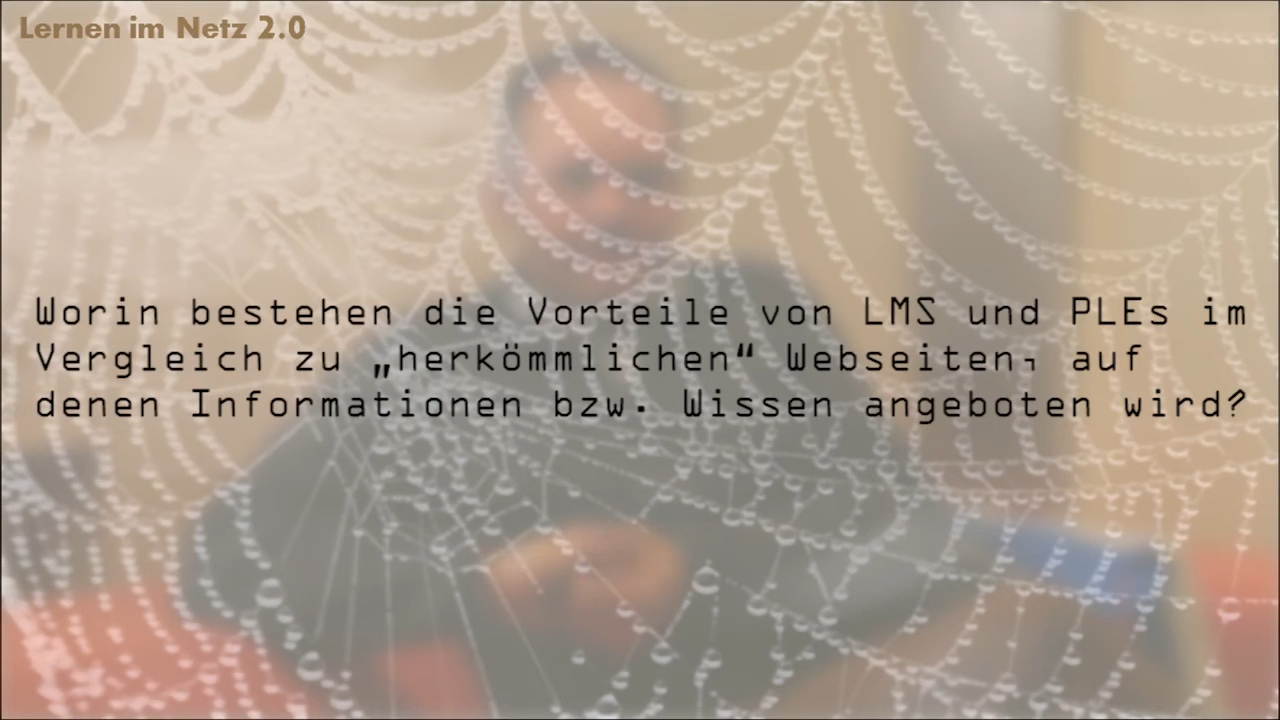 Lernen im Netz 2.0
Worin bestehen die Vorteile von LMS und PLEs im
Vergleich zu „herkömmlichen“ Webseiten, auf
denen Informationen bzw. Wissen angeboten wird?